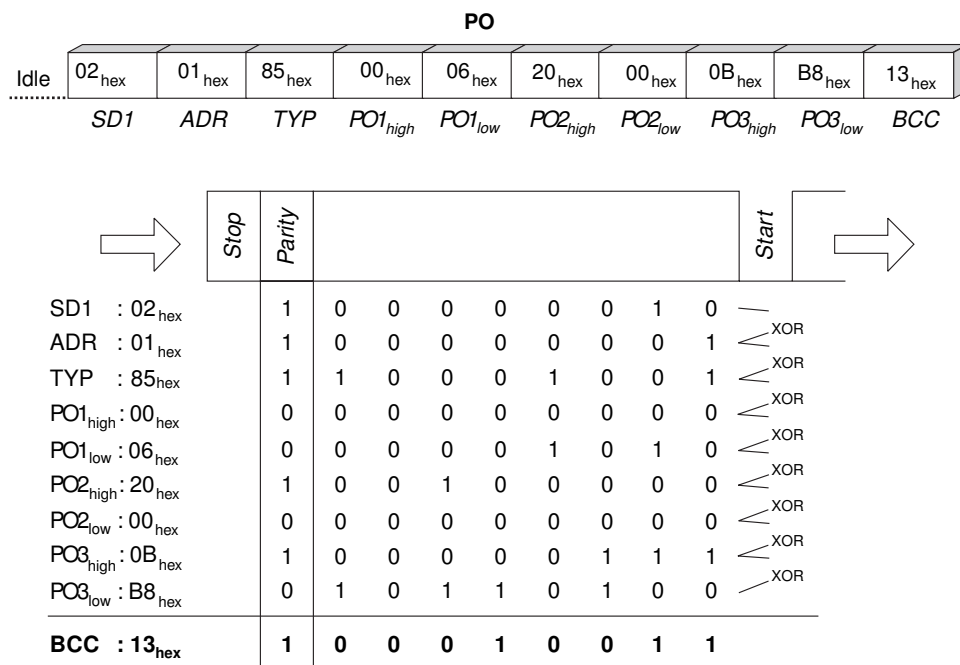 PO
Idle 02hex 01hex 85hex 00hex 06hex 20hex 00hex 0Bhex B8hex 13hex
SD1 ADR TYP PO1high PO1low PO2high PO2low PO3high PO3low BCC
Stop Parity Start
SD1 : 02hex 1 0 0 0 0 0 0 1 0
XOR
ADR : 01hex 1 0 0 0 0 0 0 0 1
XOR
TYP : 85hex 1 1 0 0 0 1 0 0 1
XOR
PO1high : 00hex 0 0 0 0 0 0 0 0 0
XOR
PO1low : 06hex 0 0 0 0 0 1 0 1 0
XOR
PO2high : 20hex 1 0 0 1 0 0 0 0 0
XOR
PO2low : 00hex 0 0 0 0 0 0 0 0 0
XOR
PO3high : 0Bhex 1 0 0 0 0 0 1 1 1
XOR
PO3low : B8hex 0 1 0 1 1 0 1 0 0
BCC : 13hex 1 0 0 0 1 0 0 1 1